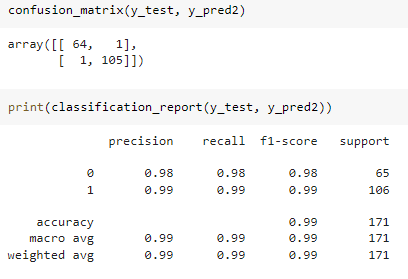 confusion_matrix(y_test, y_pred2)
array([[ 64,   1],
       [  1, 105]])
print(classification_report(y_test, y_pred2))
              precision    recall  f1-score   support
           0       0.98      0.98      0.98        65
           1       0.99      0.99      0.99       106
    accuracy                           0.99       171
   macro avg       0.99      0.99      0.99       171
weighted avg       0.99      0.99      0.99       171